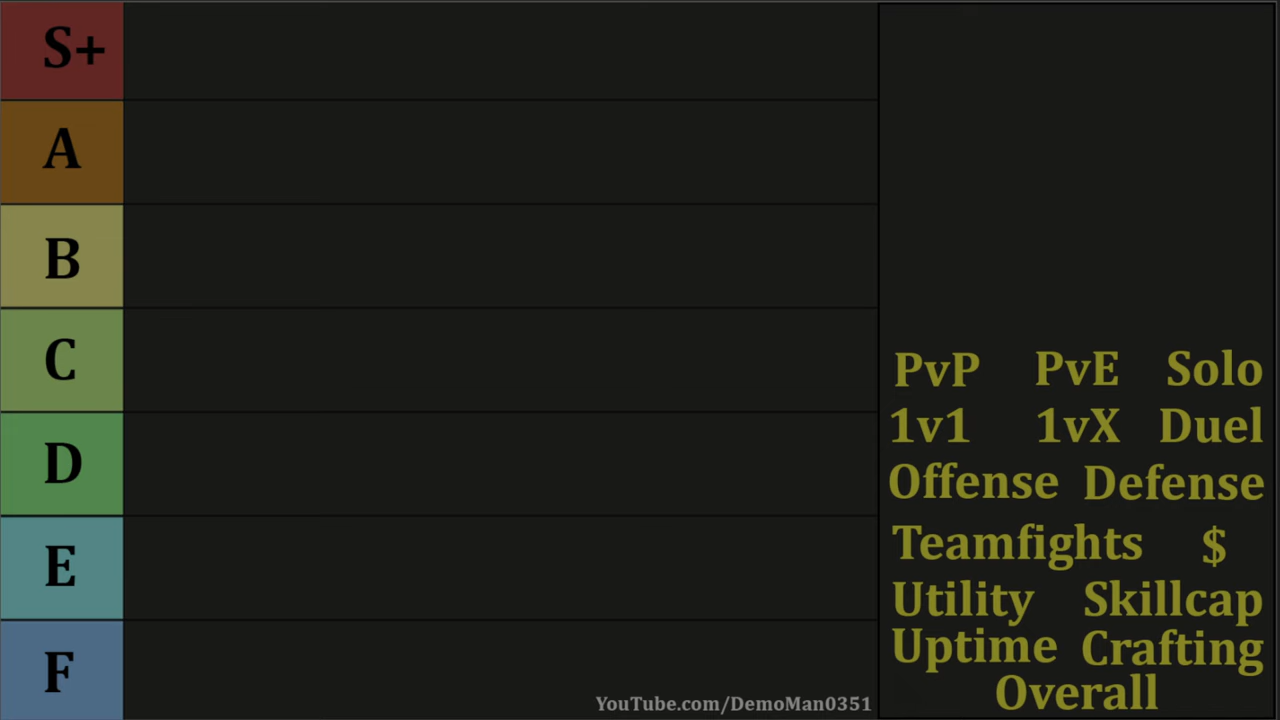 S+
A
B
C
D
E
F
PvP PvE Solo
1v1 1vX Duel
Offense Defense
Teamfights $
Utility Skillcap
Uptime Crafting
Overall
YouTube.com/DemoMan0351